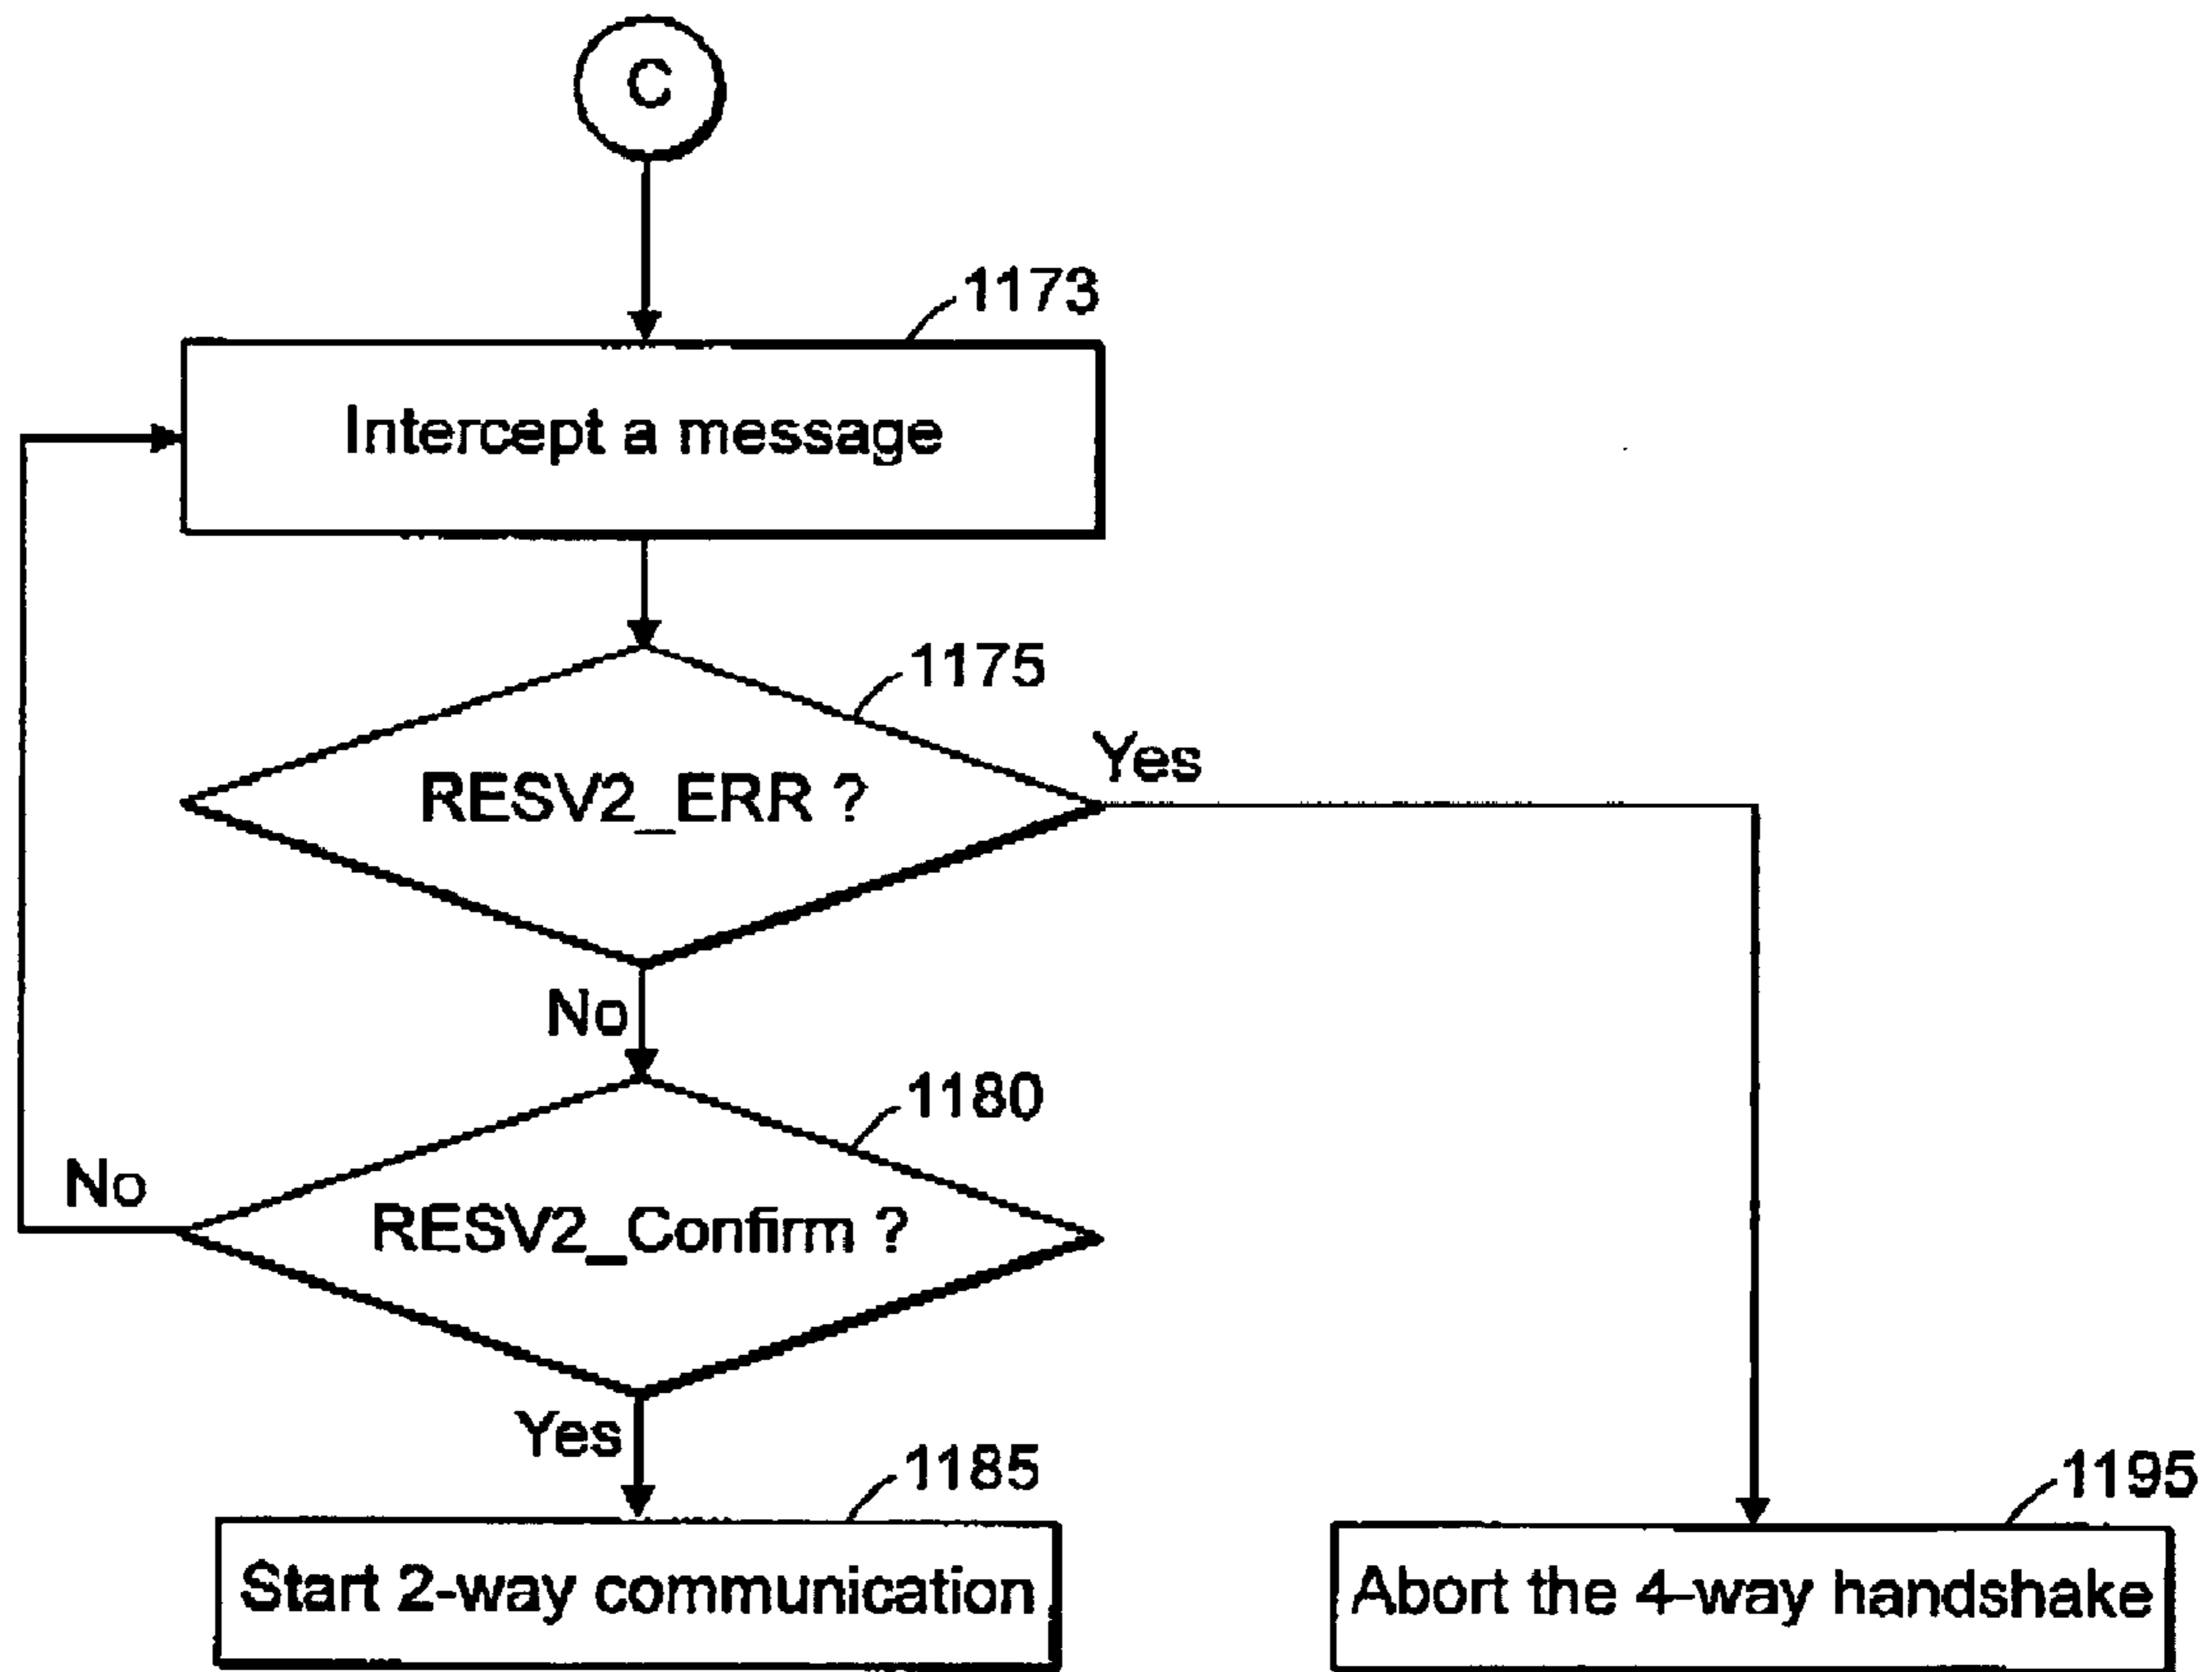 C
1173
Intercept a message
1175
RESV2_ERR ?
Yes
No
1180
RESV2_Confirm ?
No
Yes
1185
Start 2-way communication
1195
Abort the 4-way handshake